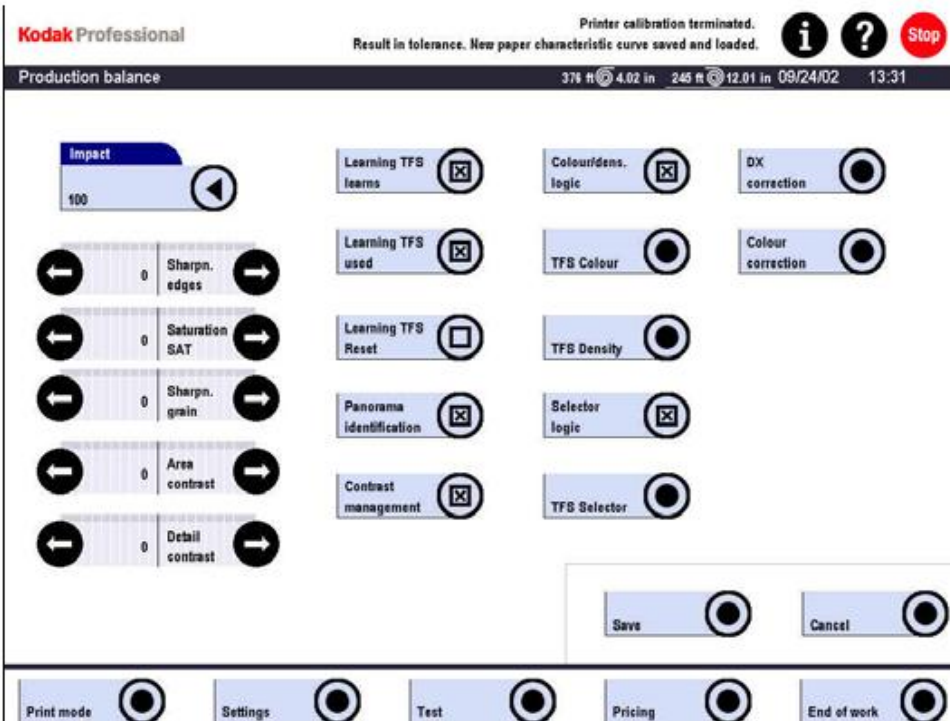 Kodak Professional
Printer calibration terminated.
Result in tolerance. New paper characteristic curve saved and loaded.
i
?
Stop
Production balance
376 ft 4.02 in 245 ft 12.01 in 09/24/02 13:31
Impact
100
0
Sharpn.
edges
0
Saturation
SAT
0
Sharpn.
grain
0
Area
contrast
0
Detail
contrast
Learning TFS
learns
Learning TFS
used
Learning TFS
Reset
Panorama
identification
Contrast
management
Colour/dens.
logic
TFS Colour
TFS Density
Selector
logic
TFS Selector
DX
correction
Colour
correction
Save
Cancel
Print mode
Settings
Test
Pricing
End of work